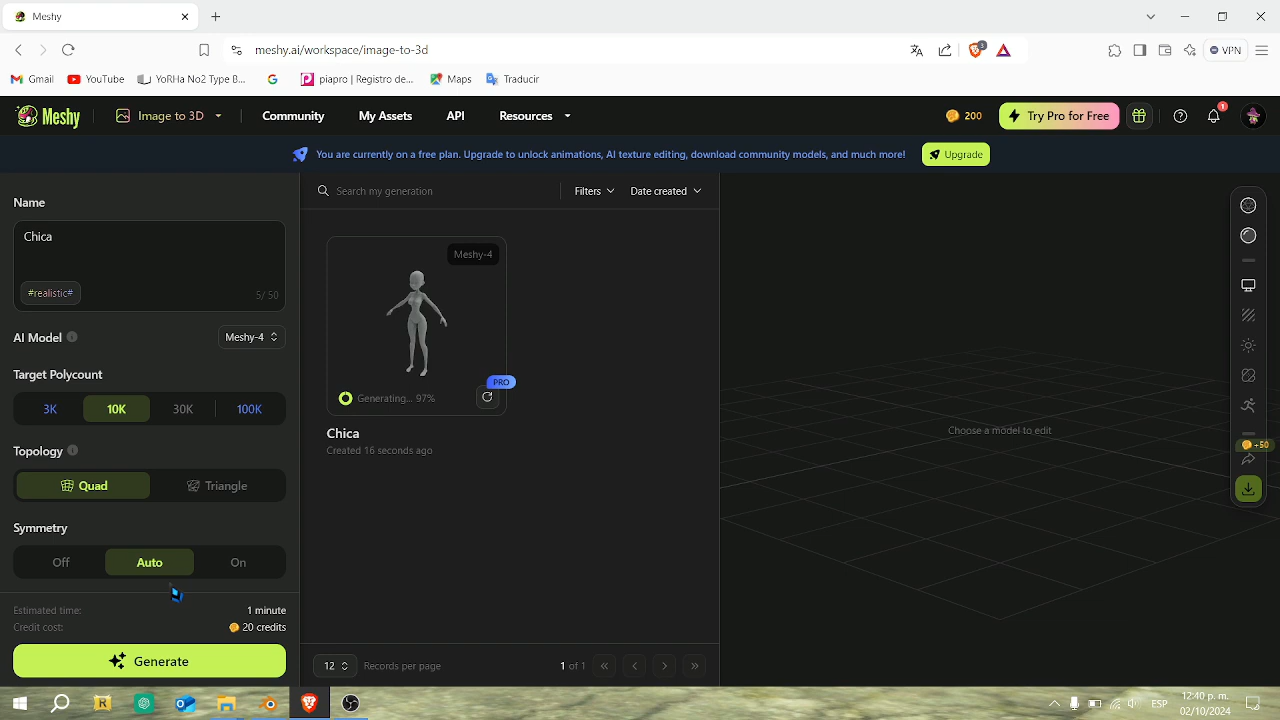 Meshy
meshy.ai/workspace/image-to-3d
3
VPN
Gmail
YouTube
YoRHa No2 Type B...
piapro | Registro de...
Maps
Traducir
Meshy
Image to 3D
Community
My Assets
API
Resources
200
Try Pro for Free
1
You are currently on a free plan. Upgrade to unlock animations, AI texture editing, download community models, and much more!
Upgrade
Name
Chica
#realistic#
5/ 50
AI Model
Meshy-4
Target Polycount
3K
10K
30K
100K
Topology
Quad
Triangle
Symmetry
Off
Auto
On
Estimated time:
1 minute
Credit cost:
20 credits
Generate
Search my generation
Filters
Date created
Meshy-4
PRO
Generating... 97%
Chica
Created 16 seconds ago
12
Records per page
1 of 1
Choose a model to edit
+50
ESP
12:40 p. m.
02/10/2024